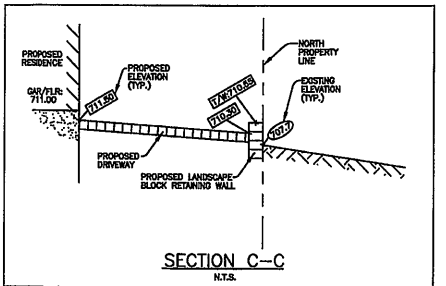 PROPOSED
RESIDENCE
GAR/FLR:
711.00
711.50
PROPOSED
ELEVATION
(TYP.)
T/W:710.55
710.30
NORTH
PROPERTY
LINE
EXISTING
ELEVATION
(TYP.)
707.7
PROPOSED
DRIVEWAY
PROPOSED LANDSCAPE
BLOCK RETAINING WALL
SECTION C-C
N.T.S.